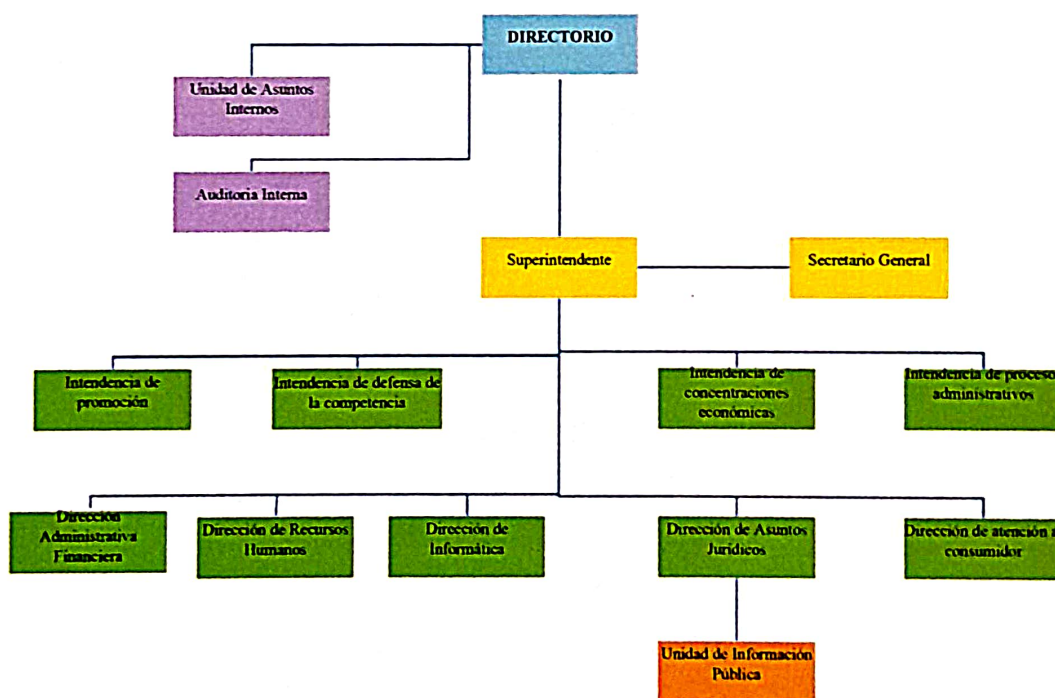 DIRECTORIO
Unidad de Asuntos
Internos
Auditoria Interna
Superintendente
Secretario General
Intendencia de
promoción
Intendencia de defensa de
la competencia
Intendencia de
concentraciones
económicas
Intendencia de procesos
administrativos
Dirección
Administrativa
Financiera
Dirección de Recursos
Humanos
Dirección de
Informática
Dirección de Asuntos
Jurídicos
Dirección de atención a
consumidor
Unidad de Información
Pública